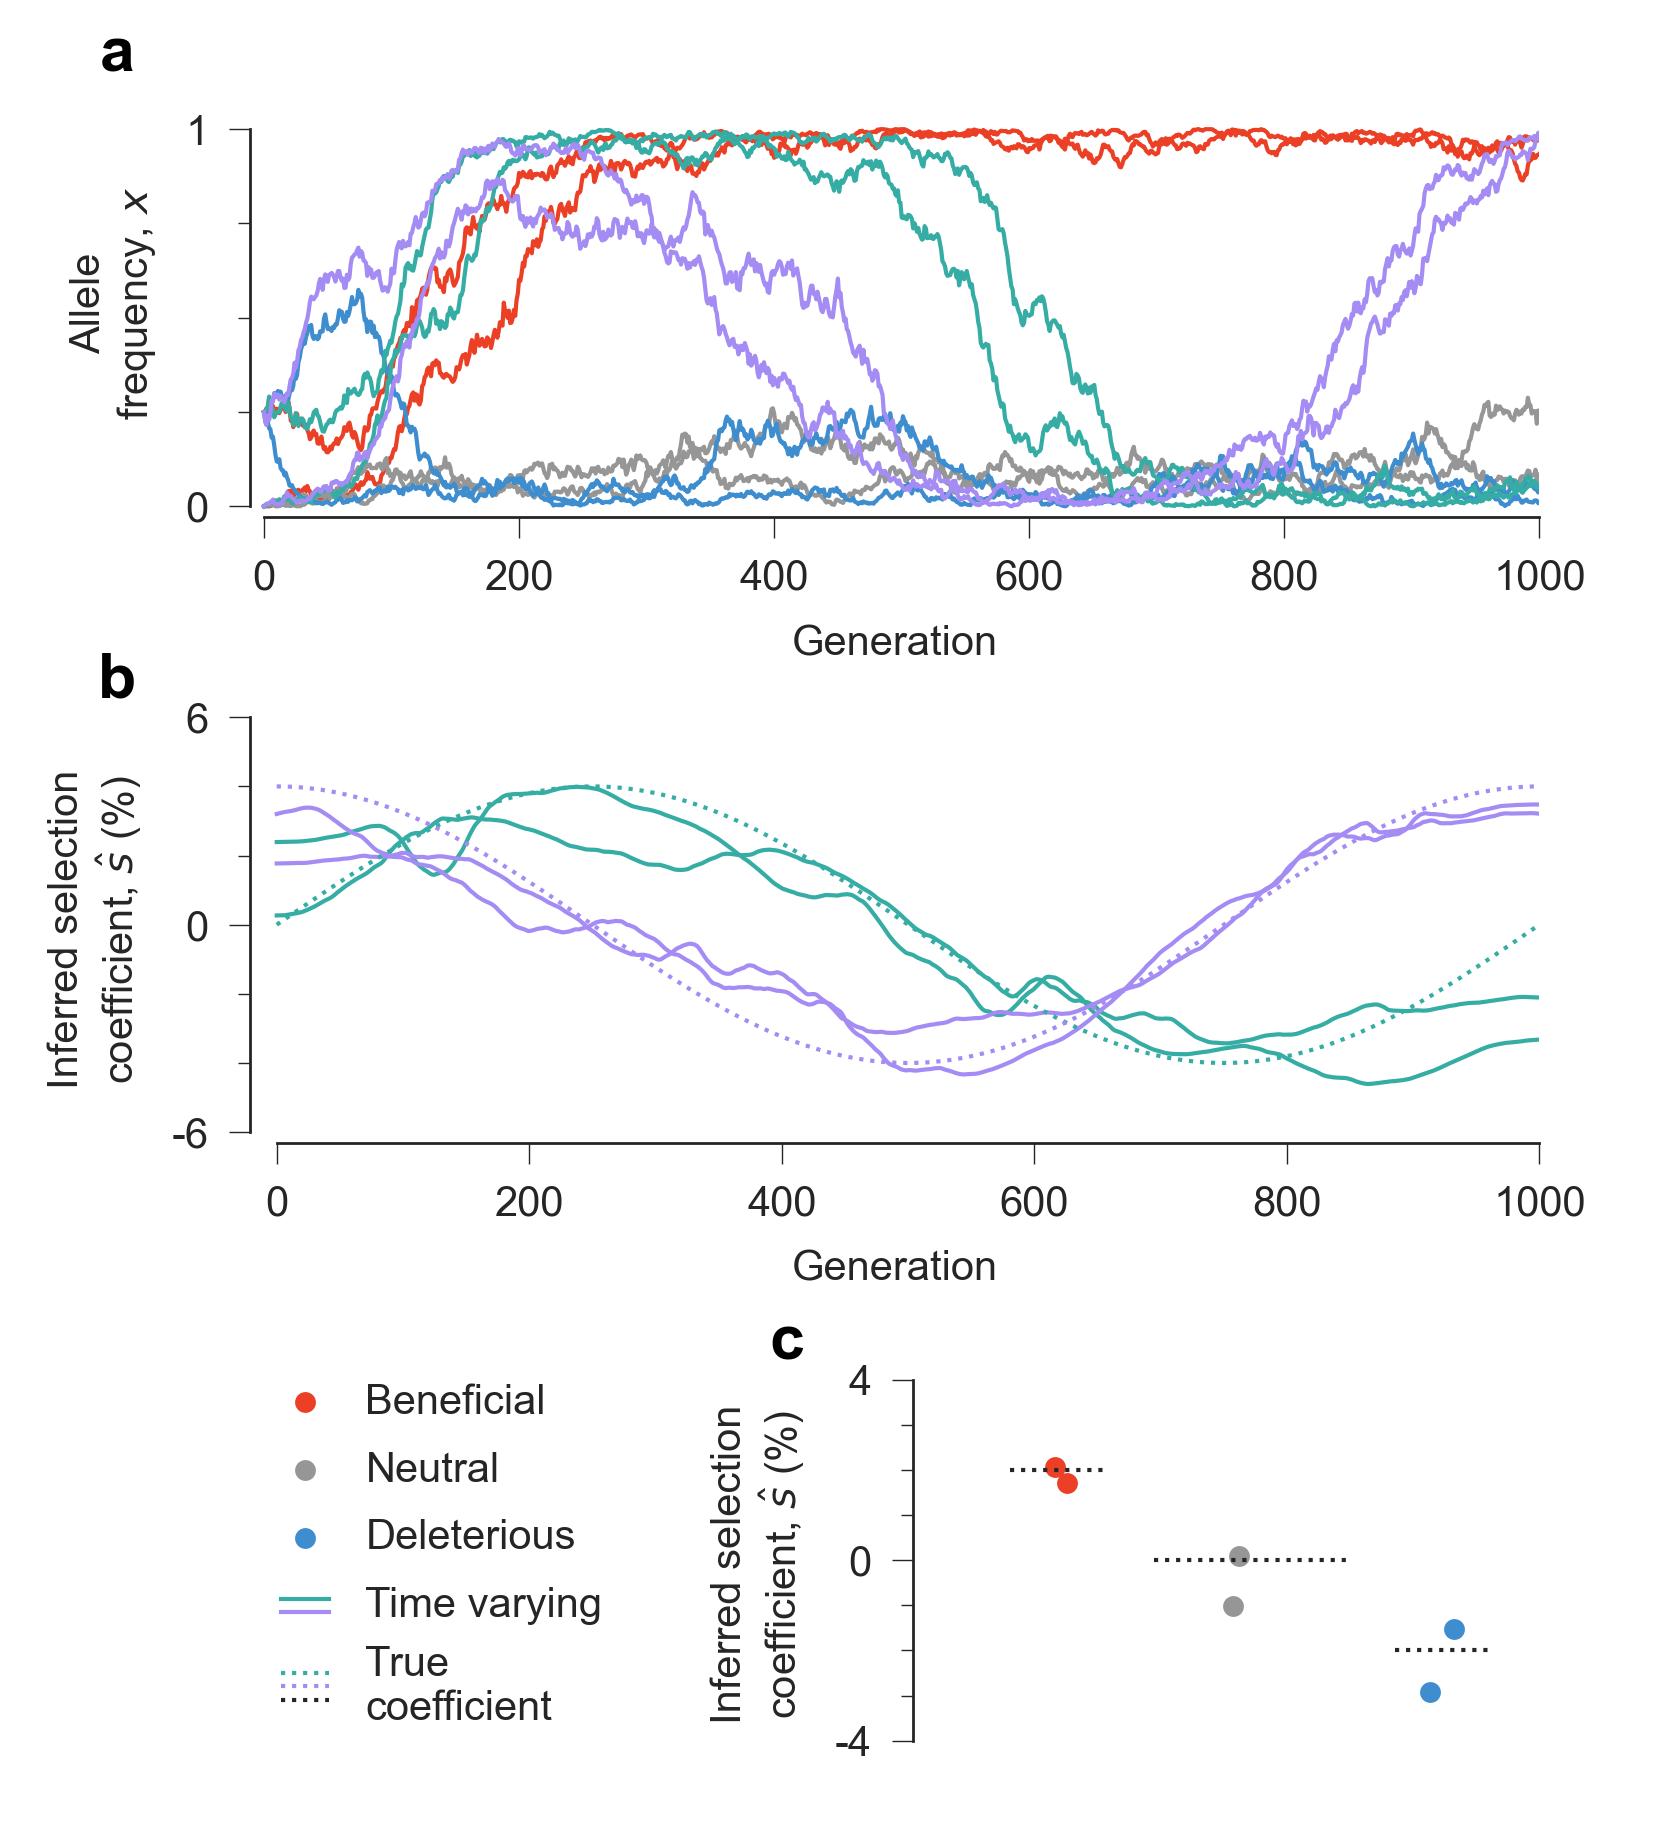 a
1
0
Allele
frequency, x
0 200 400 600 800 1000
Generation
b
6
0
-6
Inferred selection
coefficient, ŝ (%)
0 200 400 600 800 1000
Generation
Beneficial
Neutral
Deleterious
Time varying
True
coefficient
c
4
0
-4
Inferred selection
coefficient, ŝ (%)